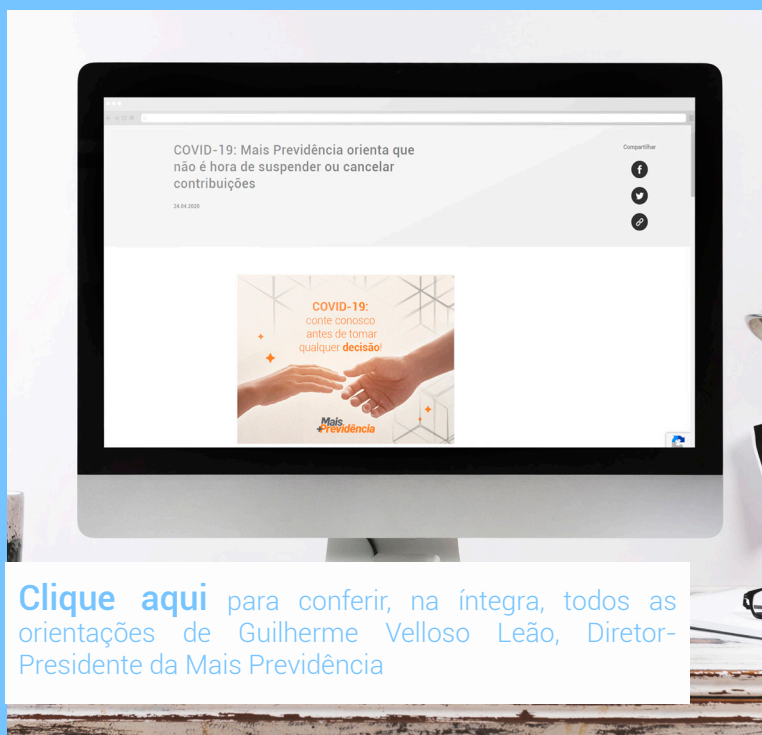 COVID-19: Mais Previdência orienta que
não é hora de suspender ou cancelar
contribuições
24.04.2020
Compartilhar
COVID-19:
conte conosco
antes de tomar
qualquer decisão!
Mais
+Previdência
Clique aqui para conferir, na íntegra, todos as
orientações de Guilherme Velloso Leão, Diretor-
Presidente da Mais Previdência